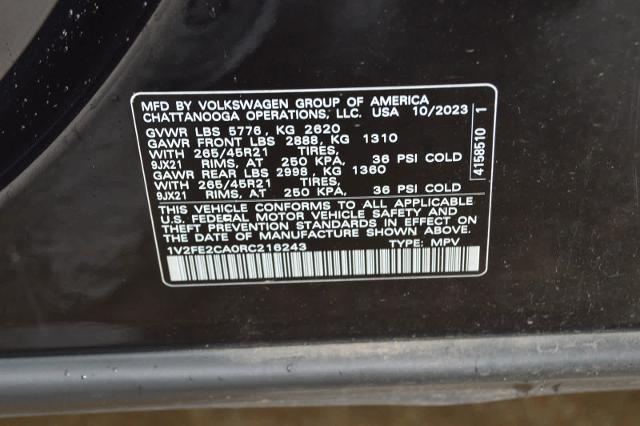 MFD BY VOLKSWAGEN GROUP OF AMERICA
CHATTANOOGA OPERATIONS, LLC. USA 10/2023
GVWR LBS 5776, KG 2620
GAWR FRONT LBS 2888, KG 1310
WITH 265/45R21 TIRES,
9JX21 RIMS, AT 250 KPA, 36 PSI COLD
GAWR REAR LBS 2998, KG 1360
WITH 265/45R21 TIRES,
9JX21 RIMS, AT 250 KPA, 36 PSI COLD
THIS VEHICLE CONFORMS TO ALL APPLICABLE
U.S. FEDERAL MOTOR VEHICLE SAFETY AND
THEFT PREVENTION STANDARDS IN EFFECT ON
THE DATE OF MANUFACTURE SHOWN ABOVE.
1V2FE2CA0RC216243 TYPE: MPV
4158510 1